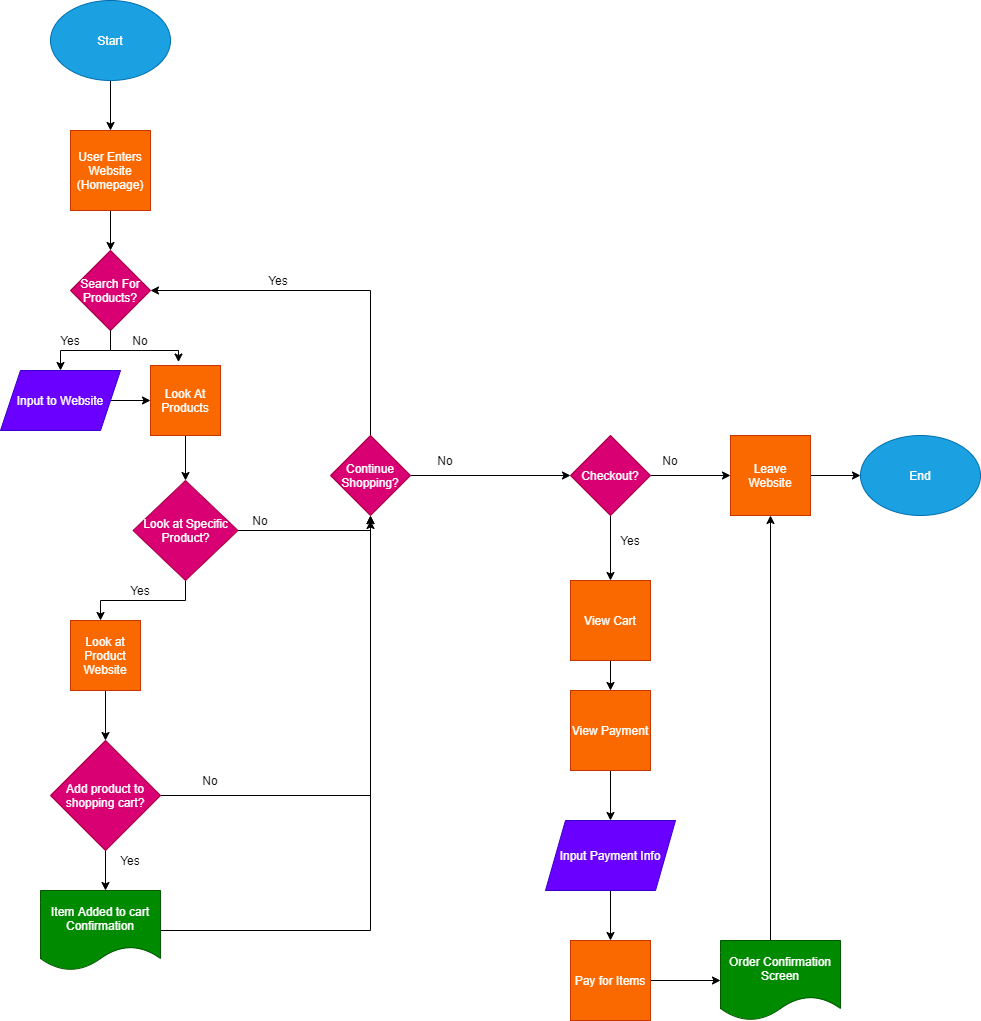 Start
User Enters
Website
(Homepage)
Search For
Products?
Yes
Yes
No
Input to Website
Look At
Products
Continue
Shopping?
No
Checkout?
No
Leave
Website
End
Look at Specific
Product?
No
Yes
Yes
Look at
Product
Website
View Cart
View Payment
Add product to
shopping cart?
No
Yes
Input Payment Info
Item Added to cart
Confirmation
Pay for Items
Order Confirmation
Screen